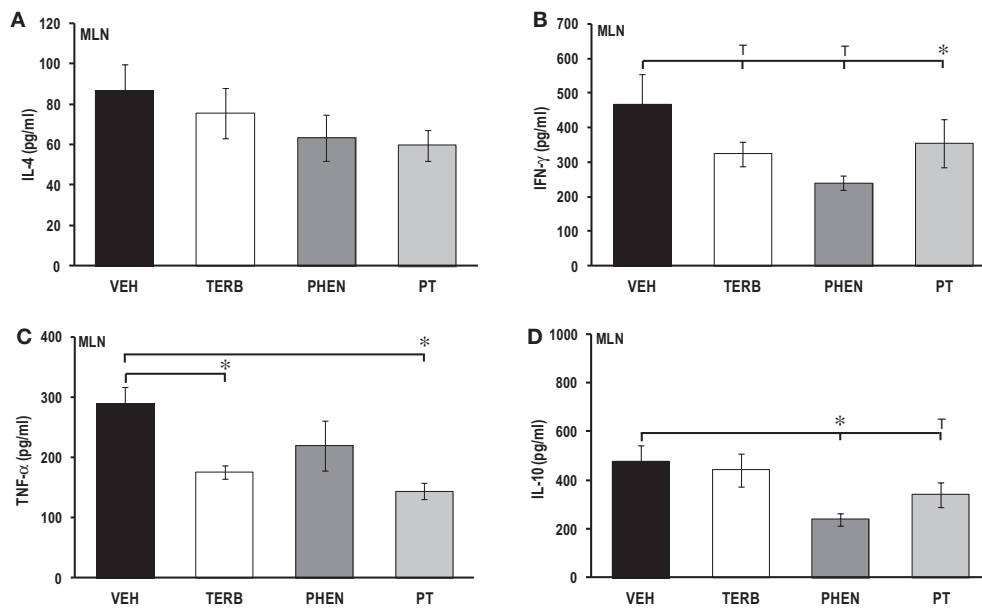 A
MLN
IL-4 (pg/ml)
140
120
100
80
60
40
20
0
VEH TERB PHEN PT
B
MLN
IFN-γ (pg/ml)
700
600
500
400
300
200
100
0
T T *
VEH TERB PHEN PT
C
MLN
TNF-α (pg/ml)
400
300
200
100
0
*
*
VEH TERB PHEN PT
D
MLN
IL-10 (pg/ml)
1000
800
600
400
200
0
* T
VEH TERB PHEN PT